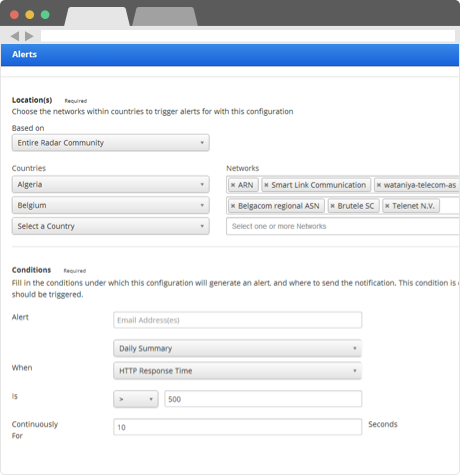 Alerts
Location(s) Required
Choose the networks within countries to trigger alerts for with this configuration
Based on
Entire Radar Community
Countries Networks
Algeria × ARN × Smart Link Communication × wataniya-telecom-as
Belgium × Belgacom regional ASN × Brutele SC × Telenet N.V.
Select a Country Select one or more Networks
Conditions Required
Fill in the conditions under which this configuration will generate an alert, and where to send the notification. This condition is
should be triggered.
Alert Email Address(es)
Daily Summary
When HTTP Response Time
Is > 500
Continuously 10 Seconds
For